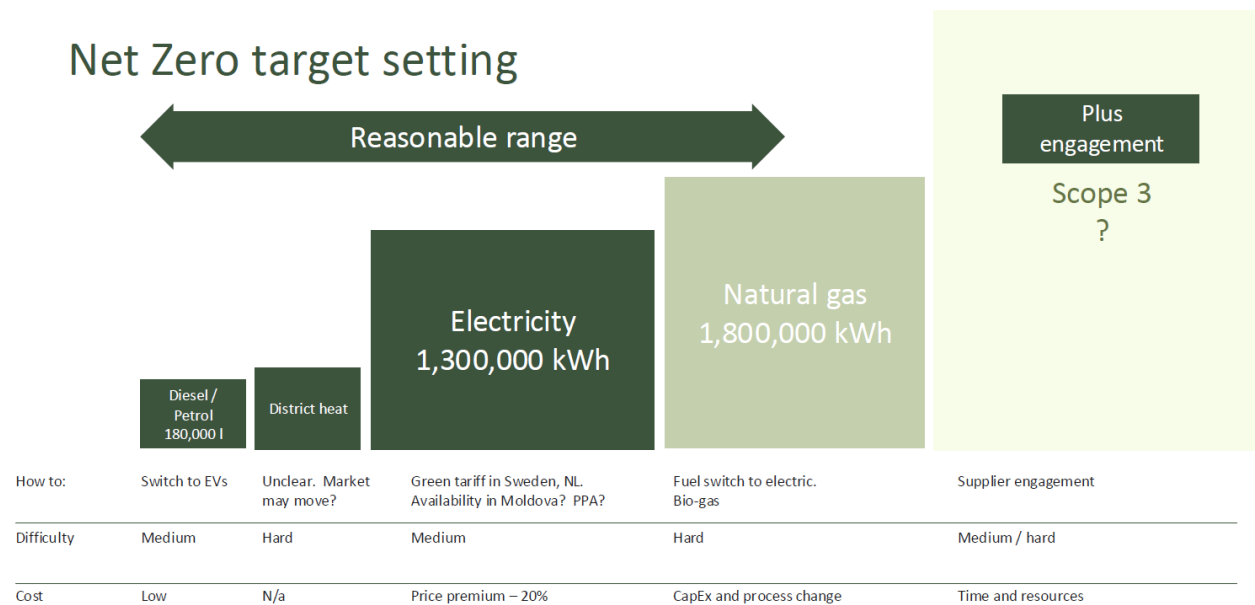 Net Zero target setting
Reasonable range
Plus
engagement
Scope 3
?
Natural gas
1,800,000 kWh
Electricity
1,300,000 kWh
Diesel /
Petrol
180,000 l
District heat
How to:
Switch to EVs
Unclear.  Market
may move?
Green tariff in Sweden, NL.
Availability in Moldova?  PPA?
Fuel switch to electric.
Bio-gas
Supplier engagement
Difficulty
Medium
Hard
Medium
Hard
Medium / hard
Cost
Low
N/a
Price premium – 20%
CapEx and process change
Time and resources